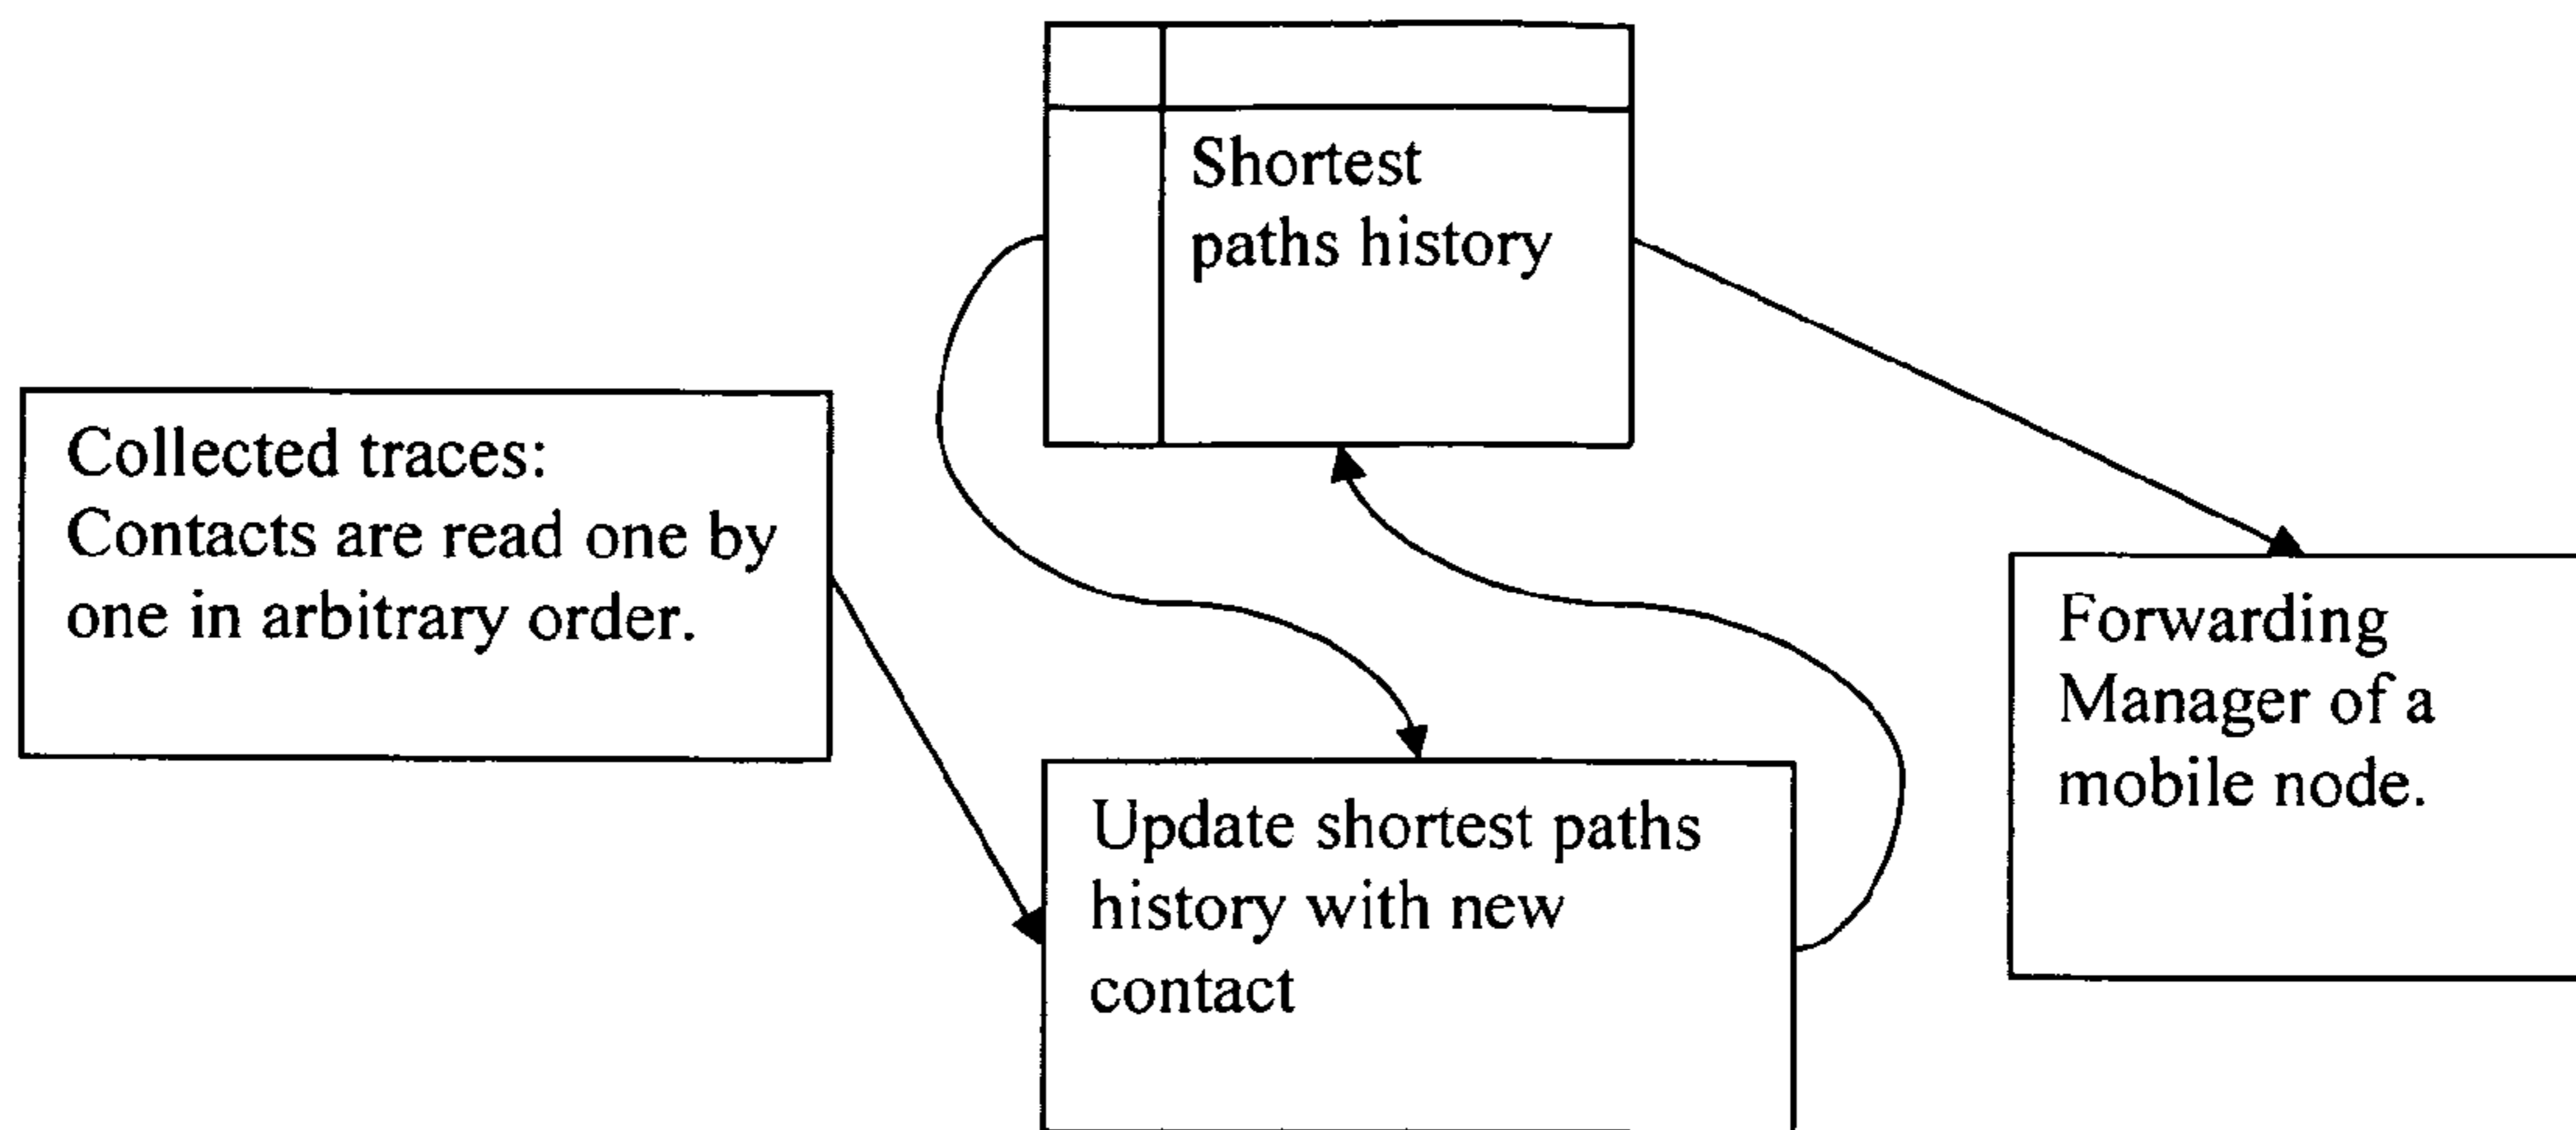 Shortest
paths history
Collected traces:
Contacts are read one by
one in arbitrary order.
Forwarding
Manager of a
mobile node.
Update shortest paths
history with new
contact